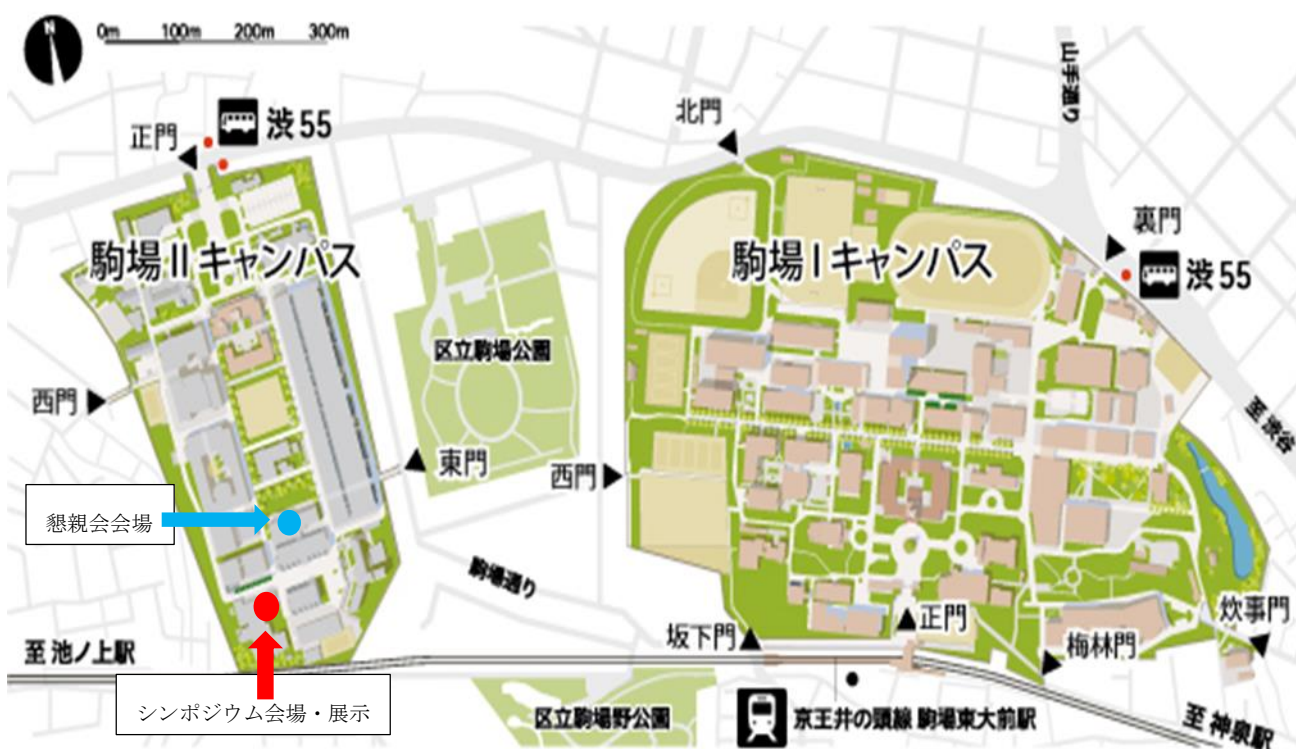 N
0m 100m 200m 300m
山手通り
北門
正門
渋55
裏門
渋55
駒場IIキャンパス
駒場Iキャンパス
区立駒場公園
西門
至渋谷
東門
西門
懇親会会場
駒場通り
炊事門
正門
坂下門
梅林門
至池ノ上駅
シンポジウム会場・展示
区立駒場野公園
京王井の頭線 駒場東大前駅
至神泉駅